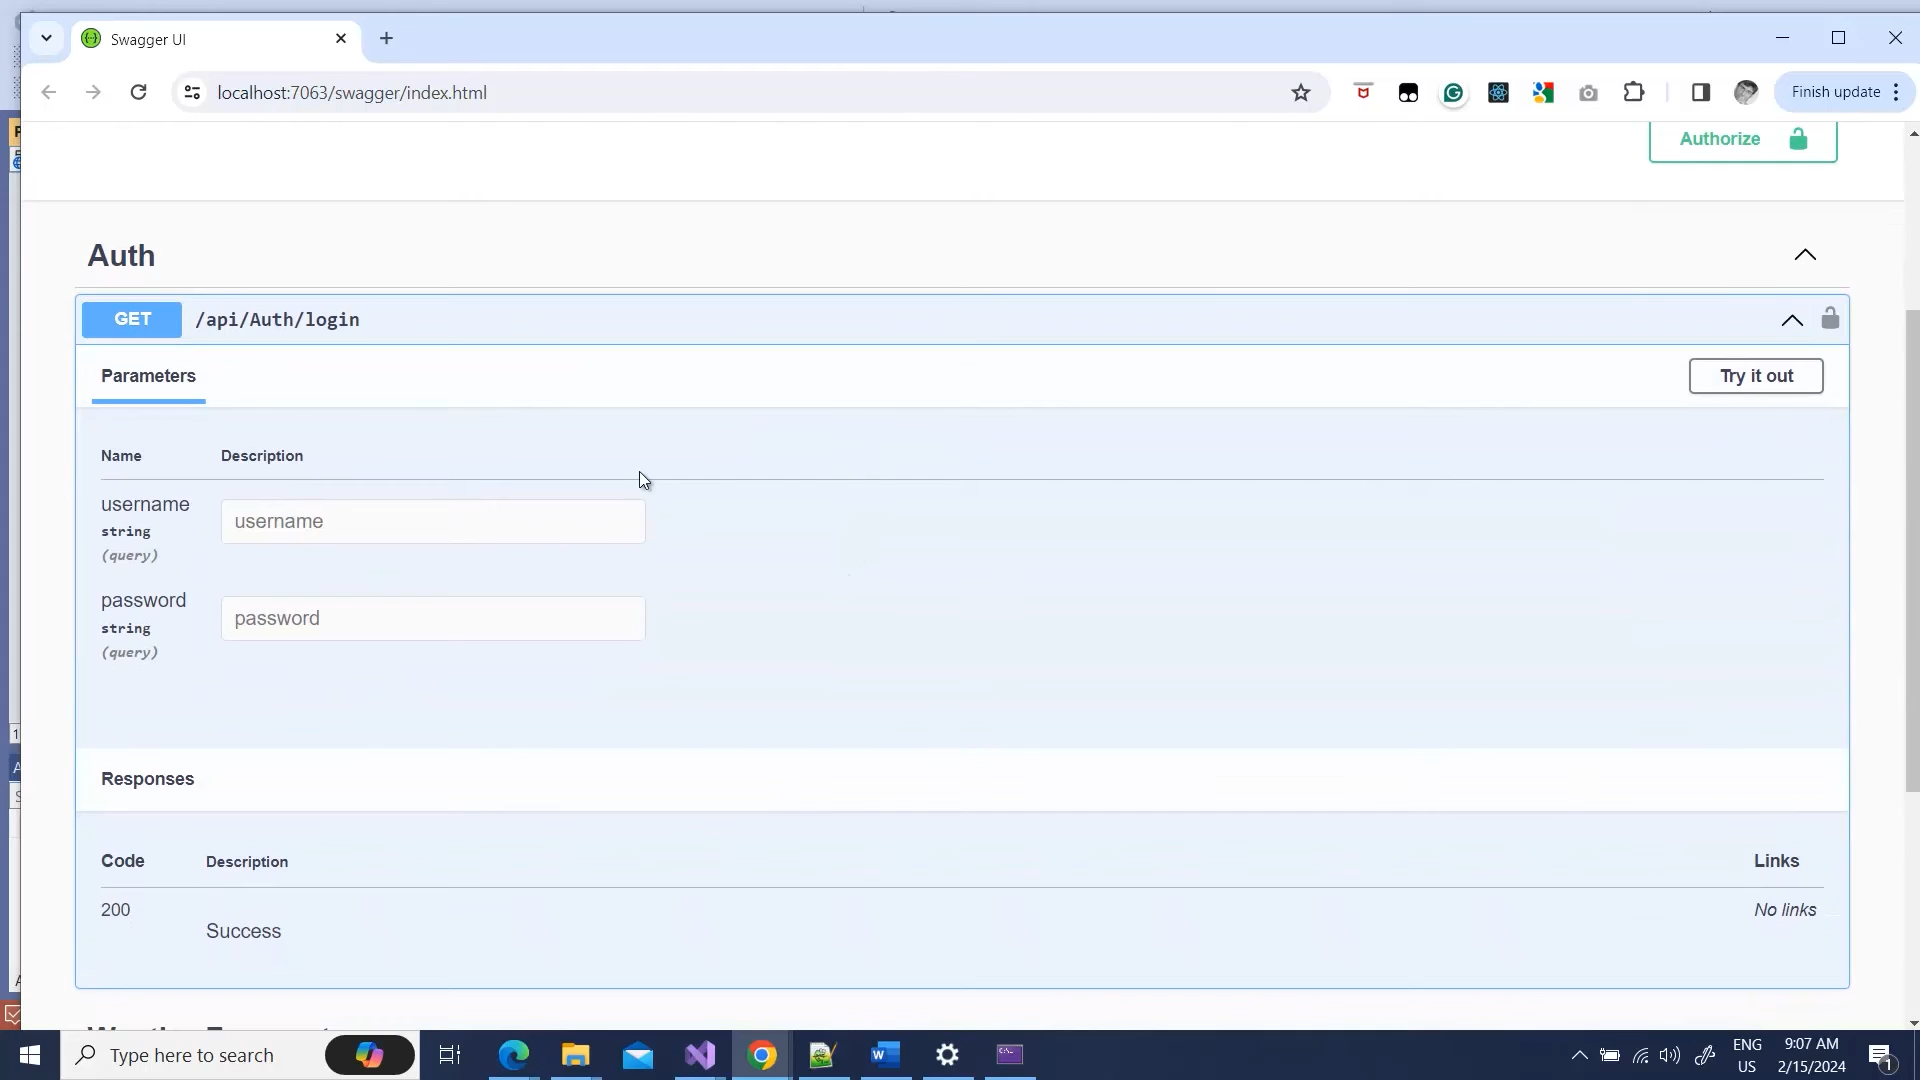 Swagger UI
localhost:7063/swagger/index.html
Finish update
Authorize
Auth
GET /api/Auth/login
Parameters
Try it out
Name Description
username
string
(query)
username
password
string
(query)
password
Responses
Code Description Links
200 Success No links
Type here to search
ENG
US
9:07 AM
2/15/2024
1